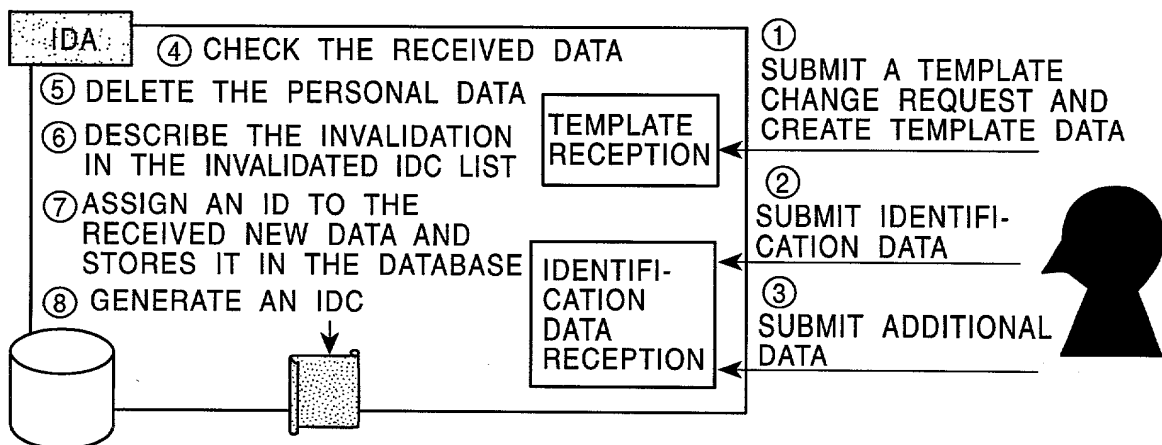 IDA
④ CHECK THE RECEIVED DATA
⑤ DELETE THE PERSONAL DATA
⑥ DESCRIBE THE INVALIDATION
IN THE INVALIDATED IDC LIST
⑦ ASSIGN AN ID TO THE
RECEIVED NEW DATA AND
STORES IT IN THE DATABASE
⑧ GENERATE AN IDC
TEMPLATE
RECEPTION
IDENTIFI-
CATION
DATA
RECEPTION
①
SUBMIT A TEMPLATE
CHANGE REQUEST AND
CREATE TEMPLATE DATA
②
SUBMIT IDENTIFI-
CATION DATA
③
SUBMIT ADDITIONAL
DATA